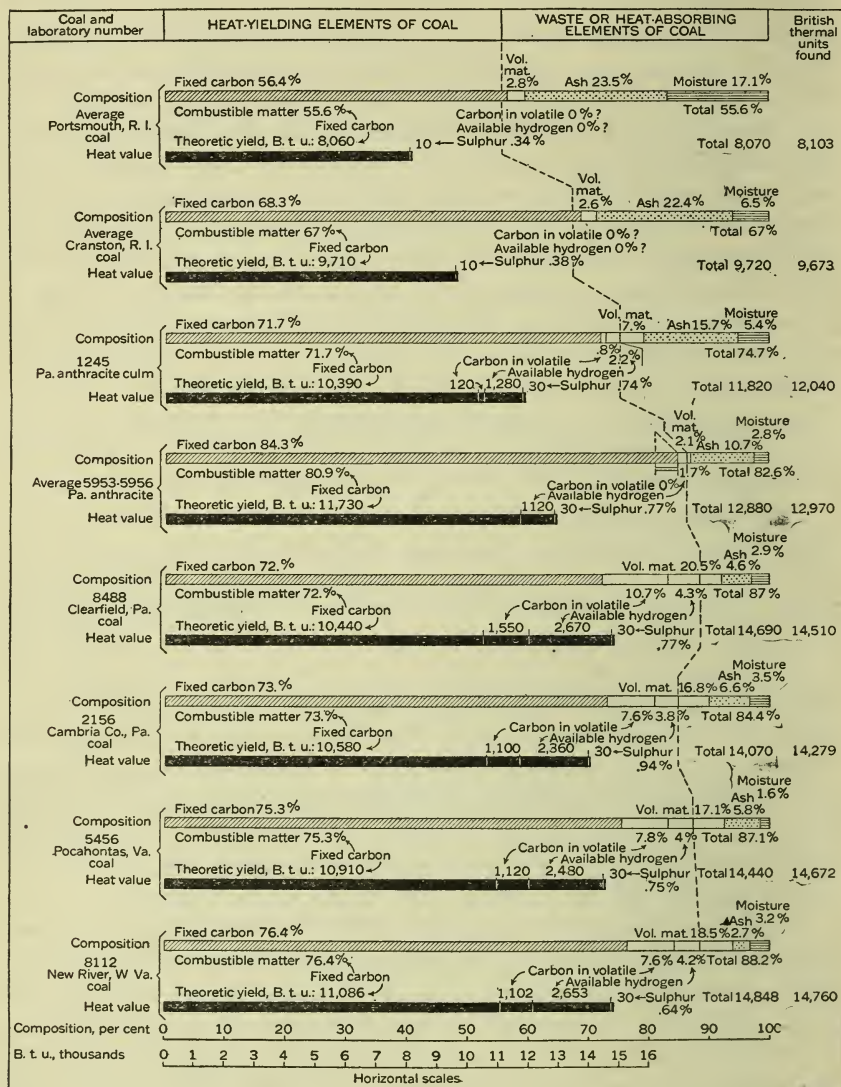 Coal and laboratory number
HEAT-YIELDING ELEMENTS OF COAL
WASTE OR HEAT-ABSORBING ELEMENTS OF COAL
British thermal units found
Fixed carbon 56.4%
Vol. mat. 2.8%
Ash 23.5%
Moisture 17.1%
Composition
Average Portsmouth, R. I. coal
Combustible matter 55.6%
Fixed carbon
Carbon in volatile 0%?
Available hydrogen 0%?
Total 55.6%
Theoretic yield, B. t. u.: 8,060
10
Sulphur .34%
Total 8,070
8,103
Heat value
Fixed carbon 68.3%
Vol. mat. 2.6%
Ash 22.4%
Moisture 6.5%
Composition
Average Cranston, R. I. coal
Combustible matter 67%
Fixed carbon
Carbon in volatile 0%?
Available hydrogen 0%?
Total 67%
Theoretic yield, B. t. u.: 9,710
10
Sulphur .38%
Total 9,720
9,673
Heat value
Fixed carbon 71.7%
Vol. mat. 7.%
Ash 15.7%
Moisture 5.4%
Composition
1245
Pa. anthracite culm
Combustible matter 71.7%
Fixed carbon
Carbon in volatile .8%
Available hydrogen 2.2%
Total 74.7%
Theoretic yield, B. t. u.: 10,390
120
1,280
30
Sulphur .74%
Total 11,820
12,040
Heat value
Fixed carbon 84.3%
Vol. mat. 2.1%
Ash 10.7%
Moisture 2.8%
Composition
Average 5953-5956
Pa. anthracite
Combustible matter 80.9%
Fixed carbon
Carbon in volatile 0%
Available hydrogen 1.7%
Total 82.6%
Theoretic yield, B. t. u.: 11,730
1120
30
Sulphur .77%
Total 12,880
12,970
Heat value
Fixed carbon 72.%
Vol. mat. 20.5%
Ash 4.6%
Moisture 2.9%
Composition
8488
Clearfield, Pa. coal
Combustible matter 72.%
Fixed carbon
Carbon in volatile 10.7%
Available hydrogen 4.3%
Total 87%
Theoretic yield, B. t. u.: 10,440
1,550
2,670
30
Sulphur .77%
Total 14,690
14,510
Heat value
Fixed carbon 73.%
Vol. mat. 16.8%
Ash 6.6%
Moisture 3.5%
Composition
2156
Cambria Co., Pa. coal
Combustible matter 73.%
Fixed carbon
Carbon in volatile 7.6%
Available hydrogen 3.8%
Total 84.4%
Theoretic yield, B. t. u.: 10,580
1,100
2,360
30
Sulphur .94%
Total 14,070
14,279
Heat value
Fixed carbon 75.3%
Vol. mat. 17.1%
Ash 5.8%
Moisture 1.6%
Composition
5456
Pocahontas, Va. coal
Combustible matter 75.3%
Fixed carbon
Carbon in volatile 7.8%
Available hydrogen 4%
Total 87.1%
Theoretic yield, B. t. u.: 10,910
1,120
2,480
30
Sulphur .75%
Total 14,440
14,672
Heat value
Fixed carbon 76.4%
Vol. mat. 18.5%
Ash 2.7%
Moisture 3.2%
Composition
8112
New River, W Va. coal
Combustible matter 76.4%
Fixed carbon
Carbon in volatile 7.6%
Available hydrogen 4.2%
Total 88.2%
Theoretic yield, B. t. u.: 11,086
1,102
2,653
30
Sulphur .64%
Total 14,848
14,760
Heat value
Composition, per cent 0 10 20 30 40 50 60 70 80 90 100
B. t. u., thousands 0 1 2 3 4 5 6 7 8 9 10 11 12 13 14 15 16
Horizontal scales.